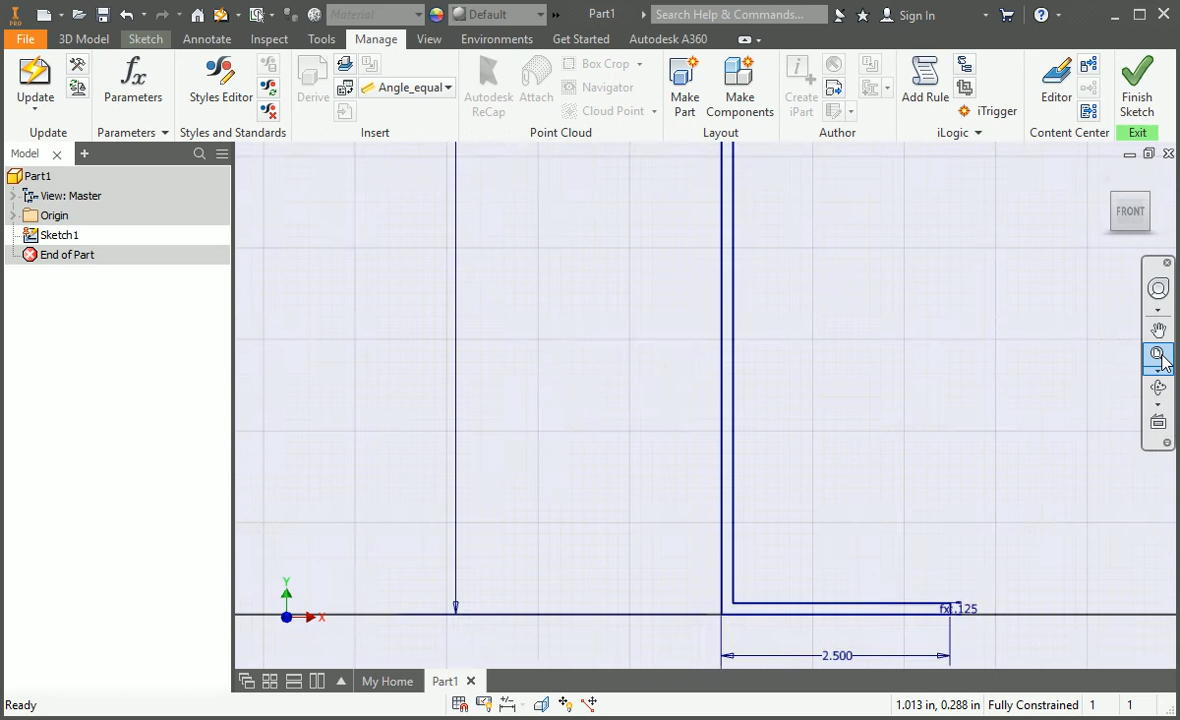 PRO
Material
Default
Part1
Search Help & Commands...
Sign In
File
3D Model
Sketch
Annotate
Inspect
Tools
Manage
View
Environments
Get Started
Autodesk A360
Update
fx
Parameters
Styles Editor
Derive
Angle_equal
Autodesk
ReCap
Attach
Box Crop
Navigator
Cloud Point
Make
Part
Make
Components
Create
iPart
Add Rule
iTrigger
Editor
Finish
Sketch
Update
Parameters
Styles and Standards
Insert
Point Cloud
Layout
Author
iLogic
Content Center
Exit
Model
Part1
View: Master
Origin
Sketch1
End of Part
FRONT
Y
X
2.500
My Home
Part1
Ready
1.013 in, 0.288 in
Fully Constrained
1
1